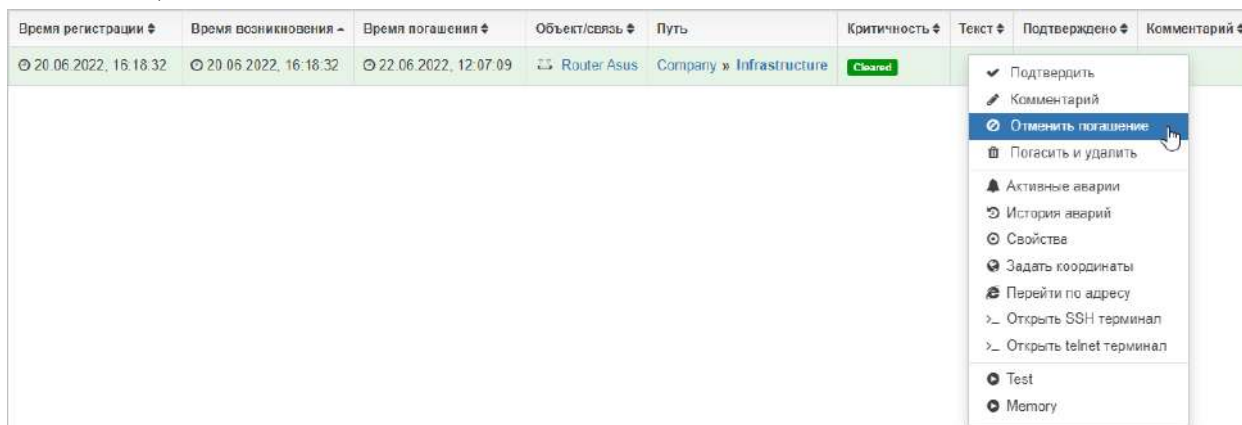 Время регистрации Время возникновения Время погашения Объект/связь Путь Критичность Текст Подтверждено Комментарий
20.06.2022, 16:18:32 20.06.2022, 16:18:32 22.06.2022, 12:07:09 Router Asus Company » Infrastructure Cleared
Подтвердить
Комментарий
Отменить погашение
Погасить и удалить
Активные аварии
История аварий
Свойства
Задать координаты
Перейти по адресу
>_ Открыть SSH терминал
>_ Открыть telnet терминал
Test
Memory